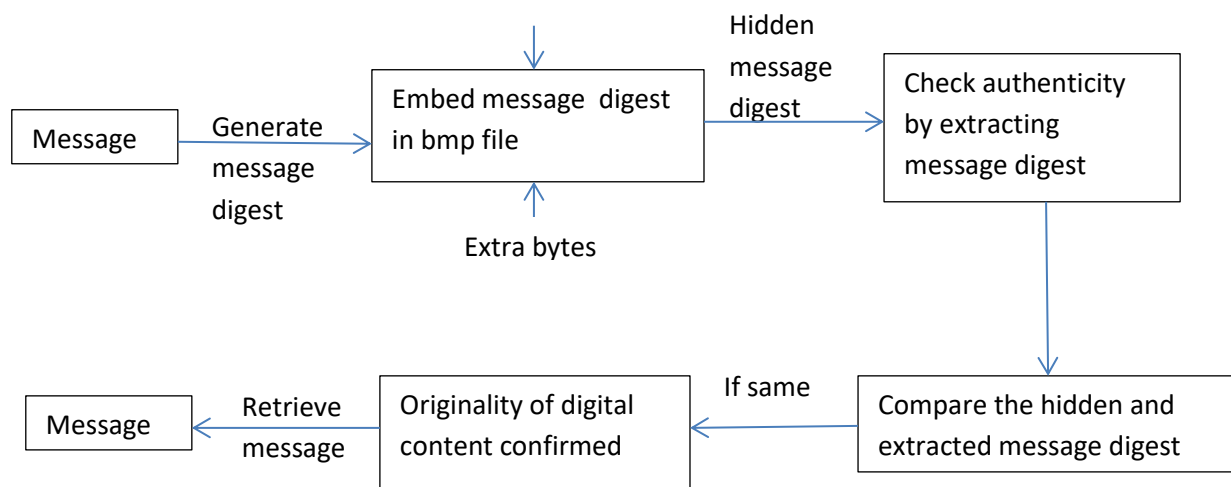 Message
Generate
message
digest
Embed message  digest
in bmp file
Extra bytes
Hidden
message
digest
Check authenticity
by extracting
message digest
Compare the hidden and
extracted message digest
If same
Originality of digital
content confirmed
Retrieve
message
Message